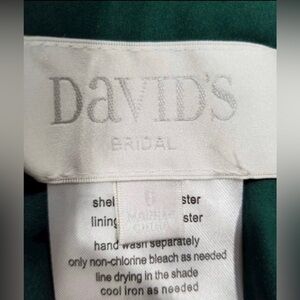 DaVID'S
BRIDAL
6
shel ster
lining ster
hand wash separately
only non-chlorine bleach as needed
line drying in the shade
cool iron as needed